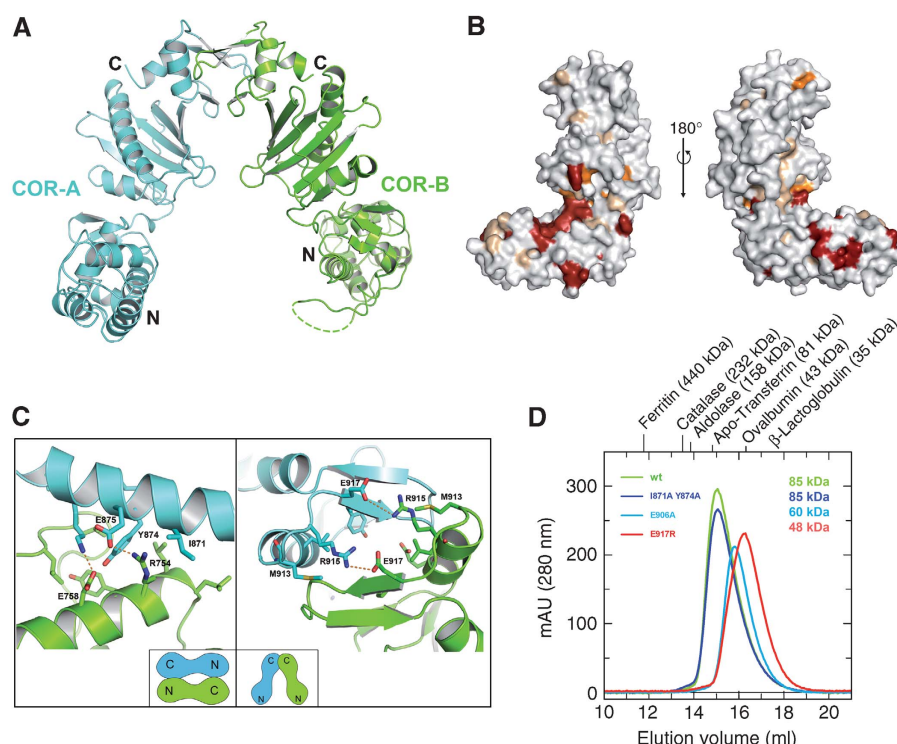 A
C
C
COR-A
COR-B
N
N
B
180°
C
E875
Y874
I871
R754
E758
E917
R915
M913
R915
E917
M913
C N
N C
C C
N N
D
Ferritin (440 kDa)
Catalase (232 kDa)
Aldolase (158 kDa)
Apo-Transferrin (81 kDa)
Ovalbumin (43 kDa)
β-Lactoglobulin (35 kDa)
wt 85 kDa
I871A Y874A 85 kDa
E906A 60 kDa
E917R 48 kDa
300
200
100
0
mAU (280 nm)
10 12 14 16 18 20
Elution volume (ml)